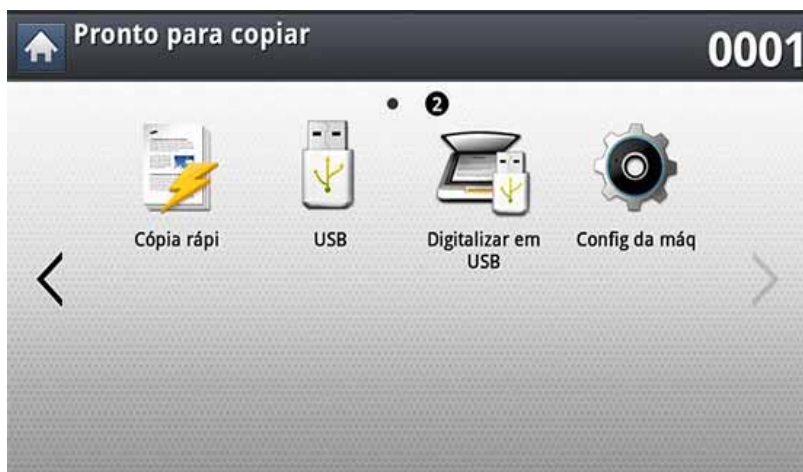 Pronto para copiar
0001
2
Cópia rápi
USB
Digitalizar em
USB
Config da máq